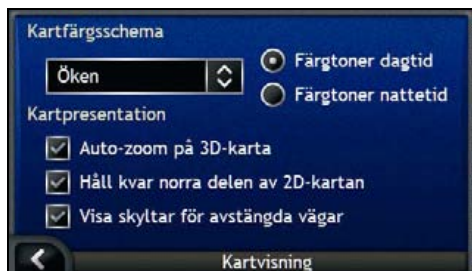 Kartfärgsschema
Öken
Färgtoner dagtid
Färgtoner nattetid
Kartpresentation
Auto-zoom på 3D-karta
Håll kvar norra delen av 2D-kartan
Visa skyltar för avstängda vägar
Kartvisning